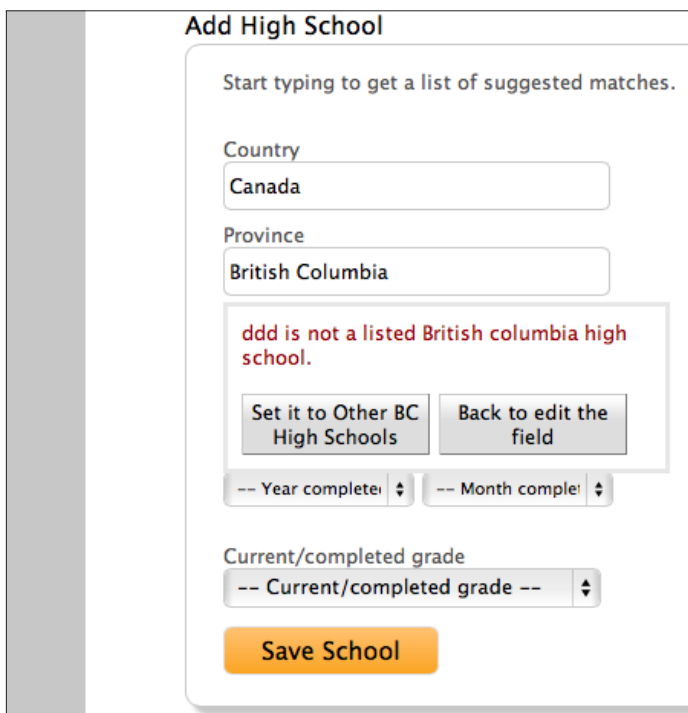 Add High School
Start typing to get a list of suggested matches.
Country
Canada
Province
British Columbia
ddd is not a listed British columbia high
school.
Set it to Other BC
High Schools
Back to edit the
field
-- Year complete
-- Month comple
Current/completed grade
-- Current/completed grade --
Save School